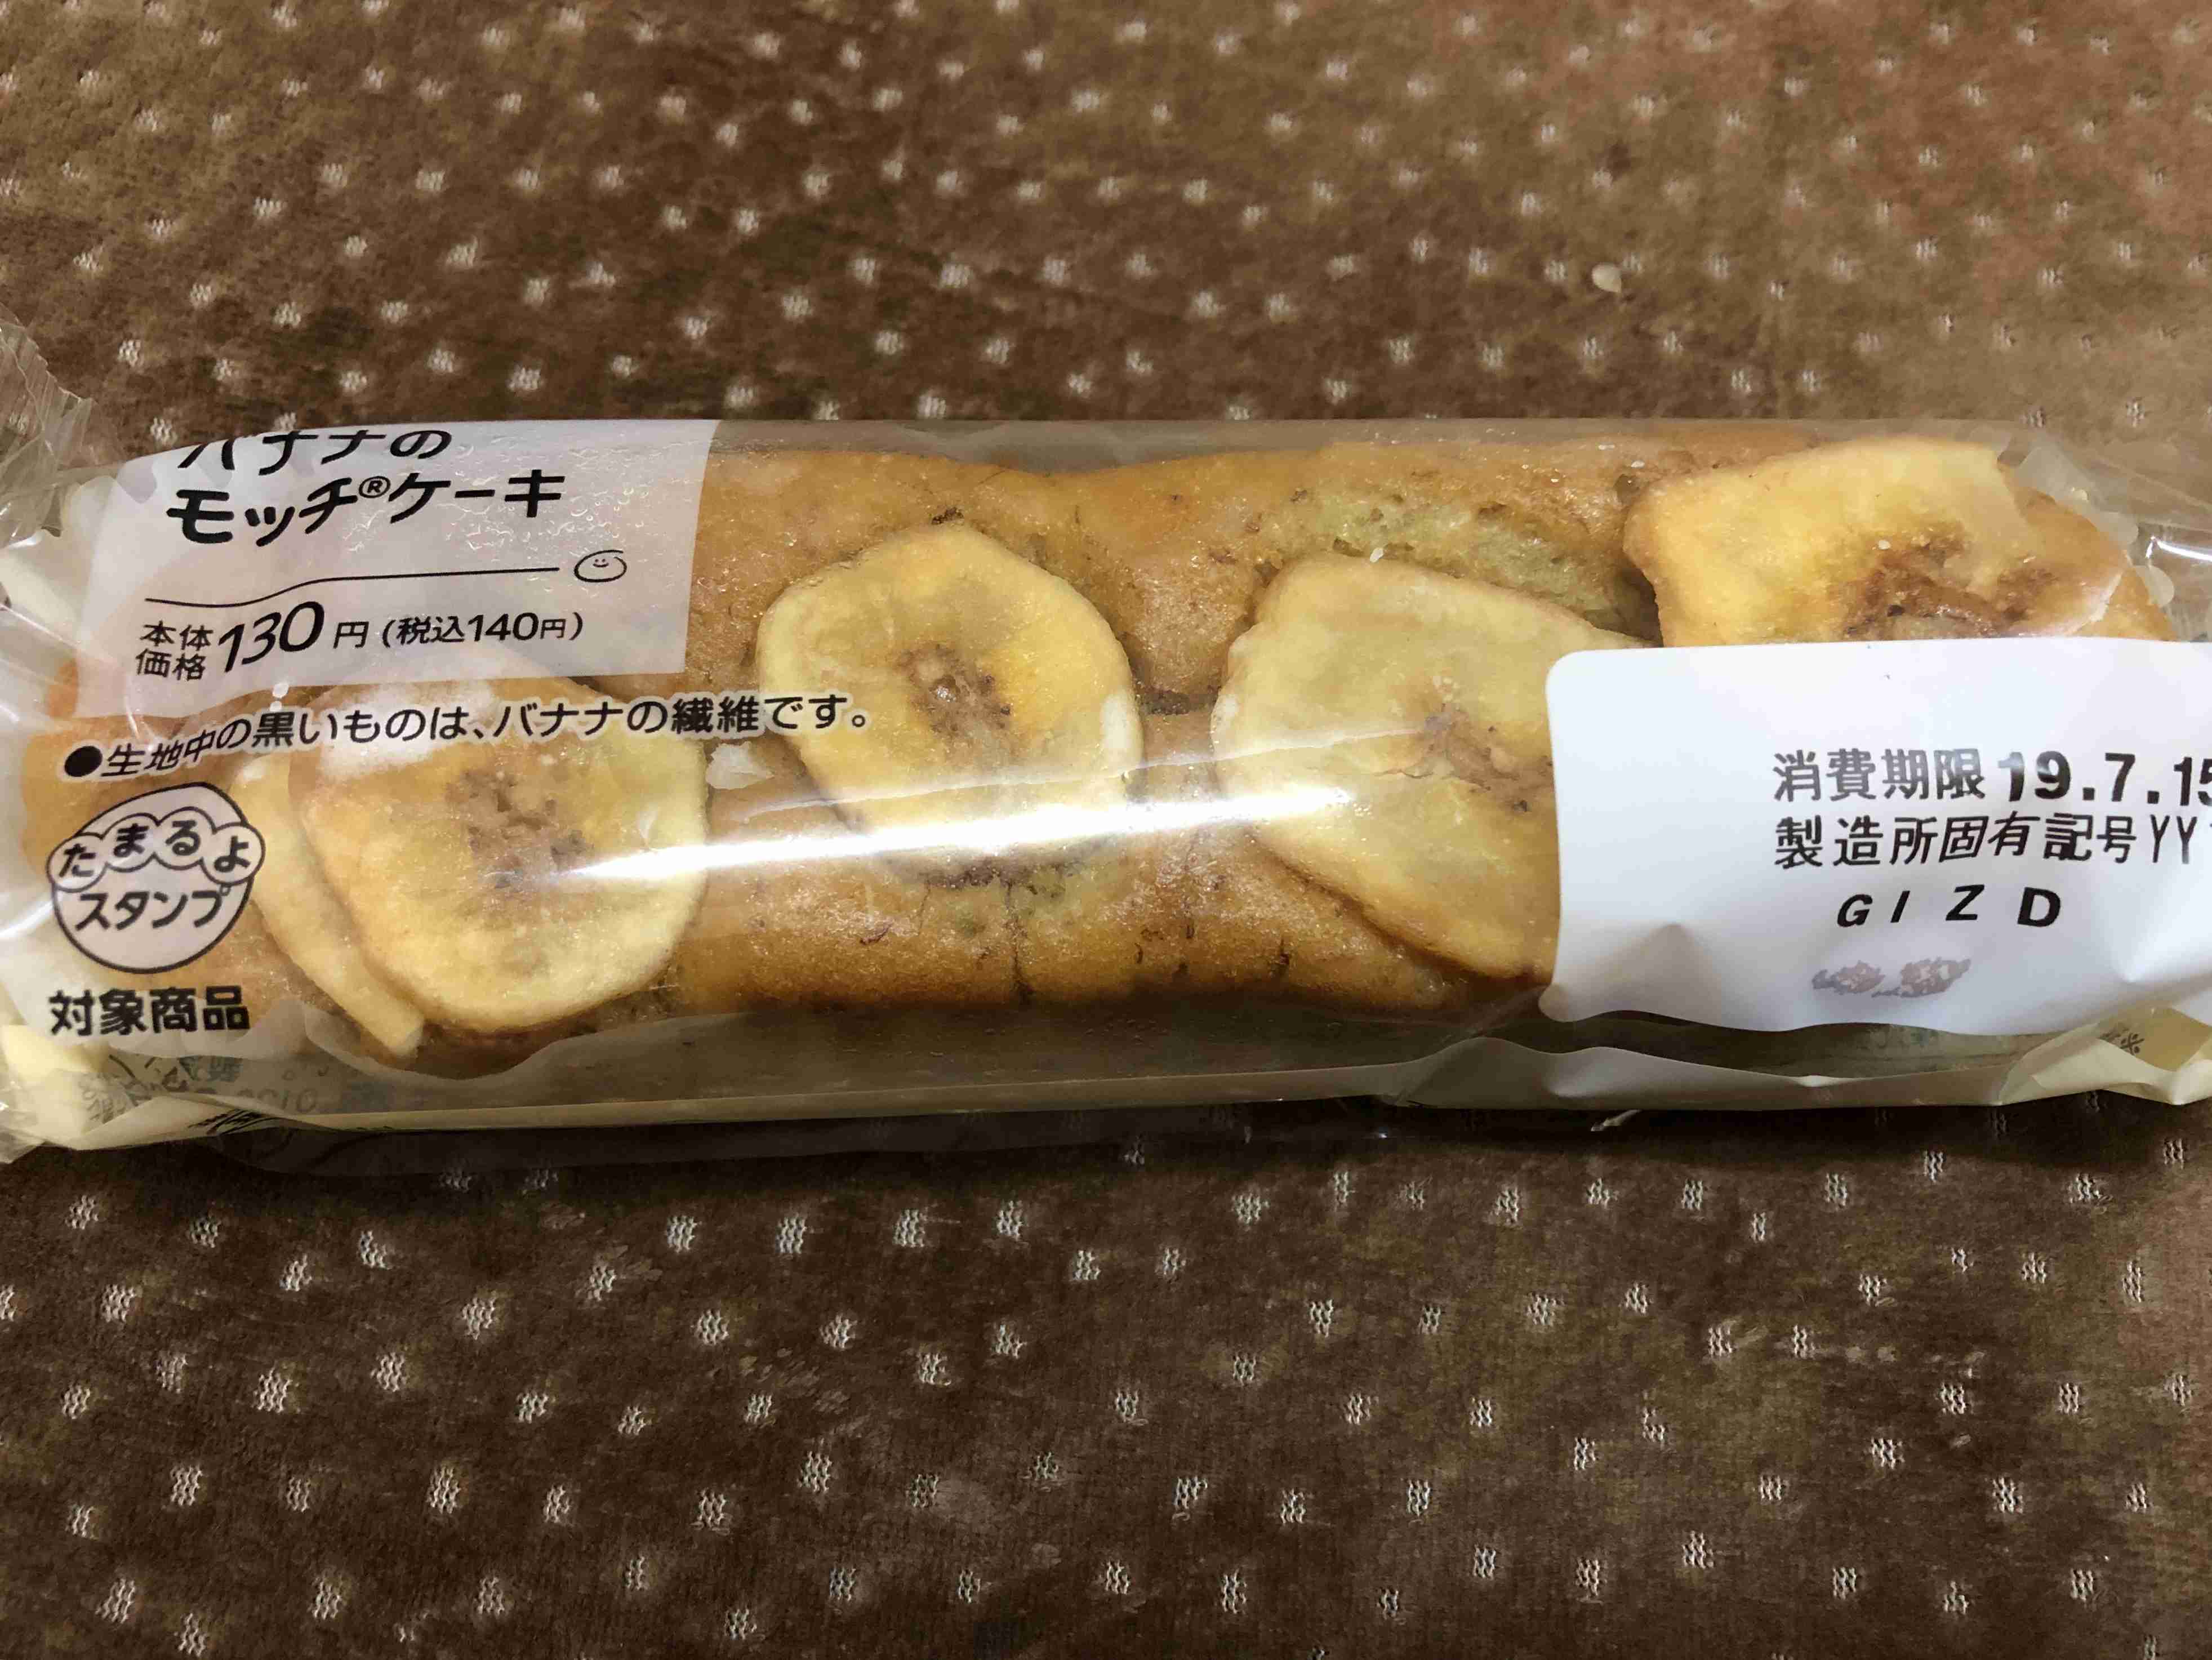 バナナの
モッチ®ケーキ
本体価格130円(税込140円)
●生地中の黒いものは、バナナの繊維です。
たまるよ
スタンプ
対象商品
消費期限19.7.15
製造所固有記号YY
GIZD